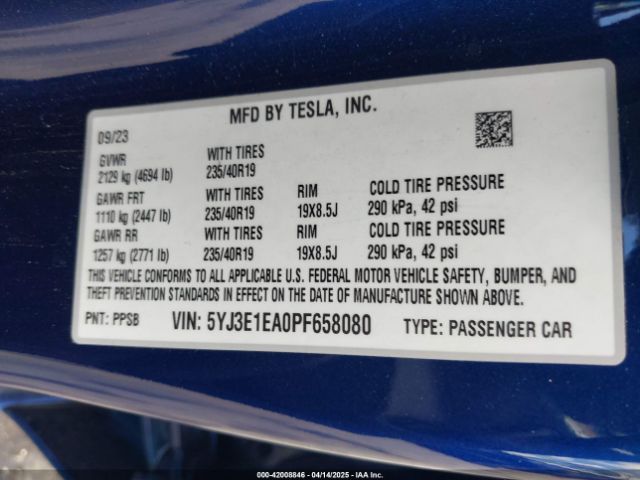 MFD BY TESLA, INC.
09/23
GVWR WITH TIRES
2129 kg (4694 lb) 235/40R19
GAWR FRT WITH TIRES RIM COLD TIRE PRESSURE
1110 kg (2447 lb) 235/40R19 19X8.5J 290 kPa, 42 psi
GAWR RR WITH TIRES RIM COLD TIRE PRESSURE
1257 kg (2771 lb) 235/40R19 19X8.5J 290 kPa, 42 psi
THIS VEHICLE CONFORMS TO ALL APPLICABLE U.S. FEDERAL MOTOR VEHICLE SAFETY, BUMPER, AND
THEFT PREVENTION STANDARDS IN EFFECT ON THE DATE OF MANUFACTURE SHOWN ABOVE.
PNT: PPSB VIN: 5YJ3E1EA0PF658080 TYPE: PASSENGER CAR
000-42008846 - 04/14/2025 - IAA Inc.